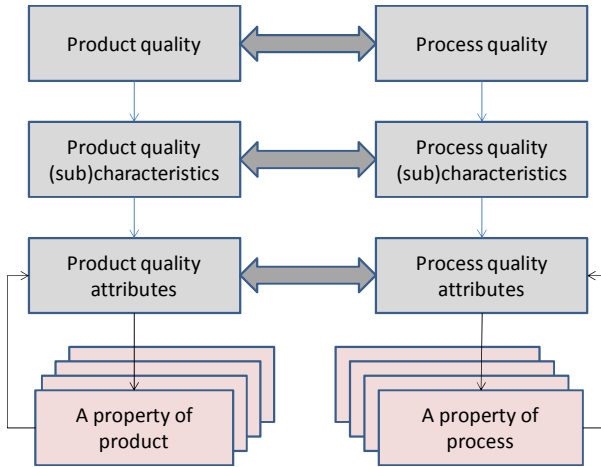 Product quality
Process quality
Product quality
(sub)characteristics
Process quality
(sub)characteristics
Product quality
attributes
Process quality
attributes
A property of
product
A property of
process